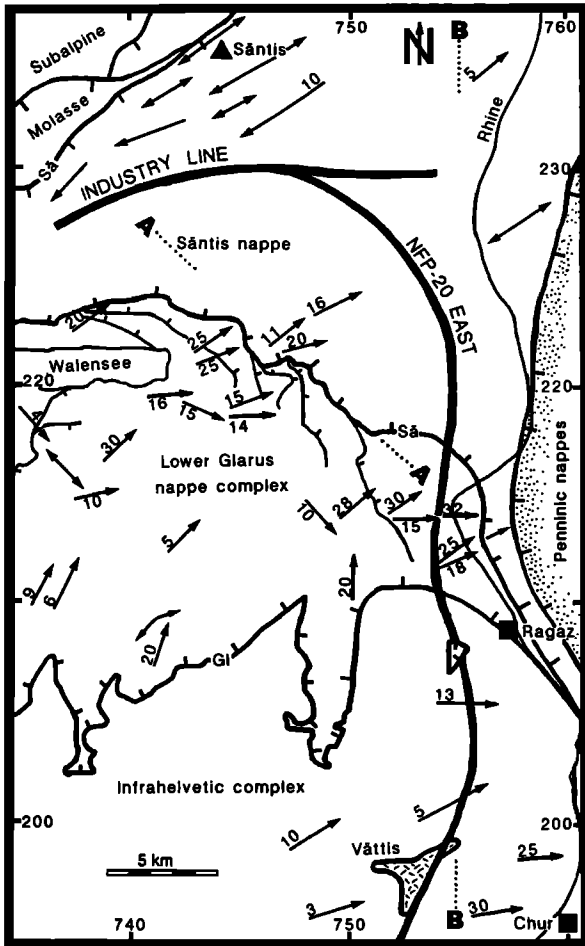 750
760
B
N
Subalpine
Säntis
5
Molasse
10
Rhine
Sä
INDUSTRY LINE
230
A
Säntis nappe
NFP-20 EAST
16
11
20
25
20
25
Walensee
220
220
16
15
15
14
4
Sä
30
A
Lower Glarus
nappe complex
Penninic nappes
10
28
30
32
10
15
5
25
18
9
6
20
Ragaz
20
Gl
13
Infrahelvetic complex
5
200
200
10
Vättis
25
5 km
3
30
B
Chur
740
750